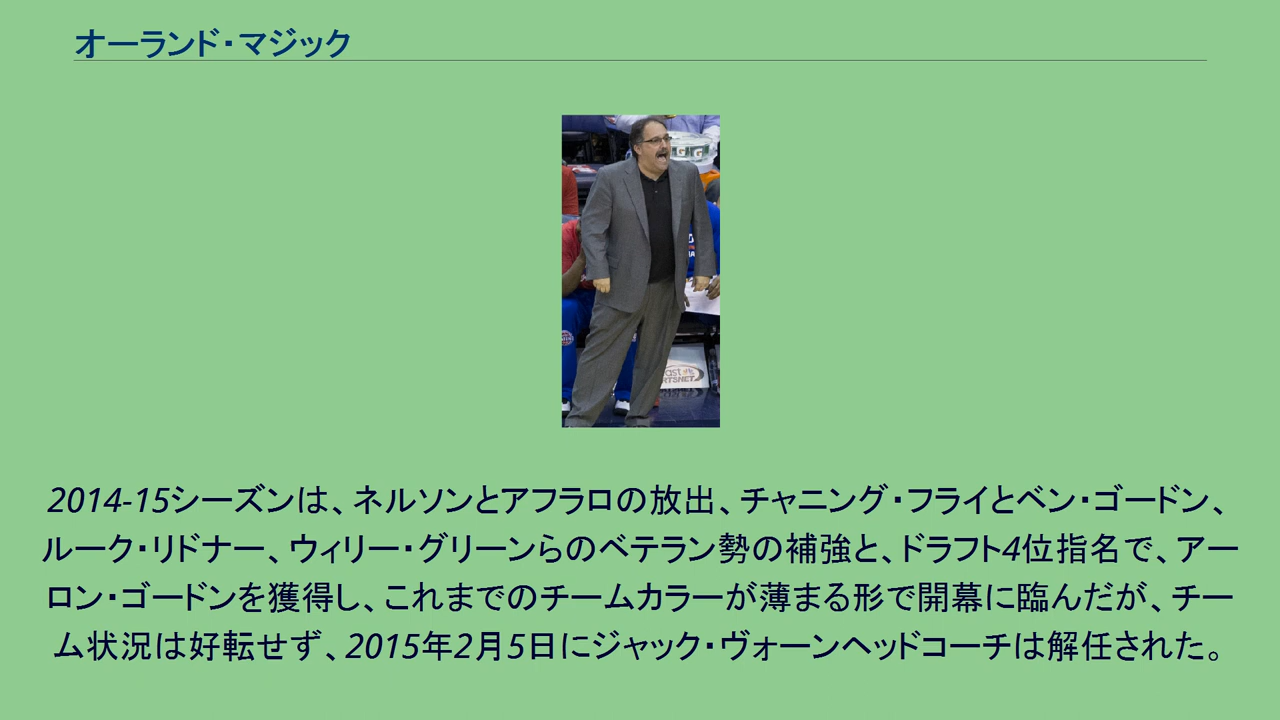 オーランド・マジック
G G
2014-15シーズンは、ネルソンとアフラロの放出、チャニング・フライとベン・ゴードン、
ルーク・リドナー、ウィリー・グリーンらのベテラン勢の補強と、ドラフト4位指名で、アー
ロン・ゴードンを獲得し、これまでのチームカラーが薄まる形で開幕に臨んだが、チー
ム状況は好転せず、2015年2月5日にジャック・ヴォーンヘッドコーチは解任された。